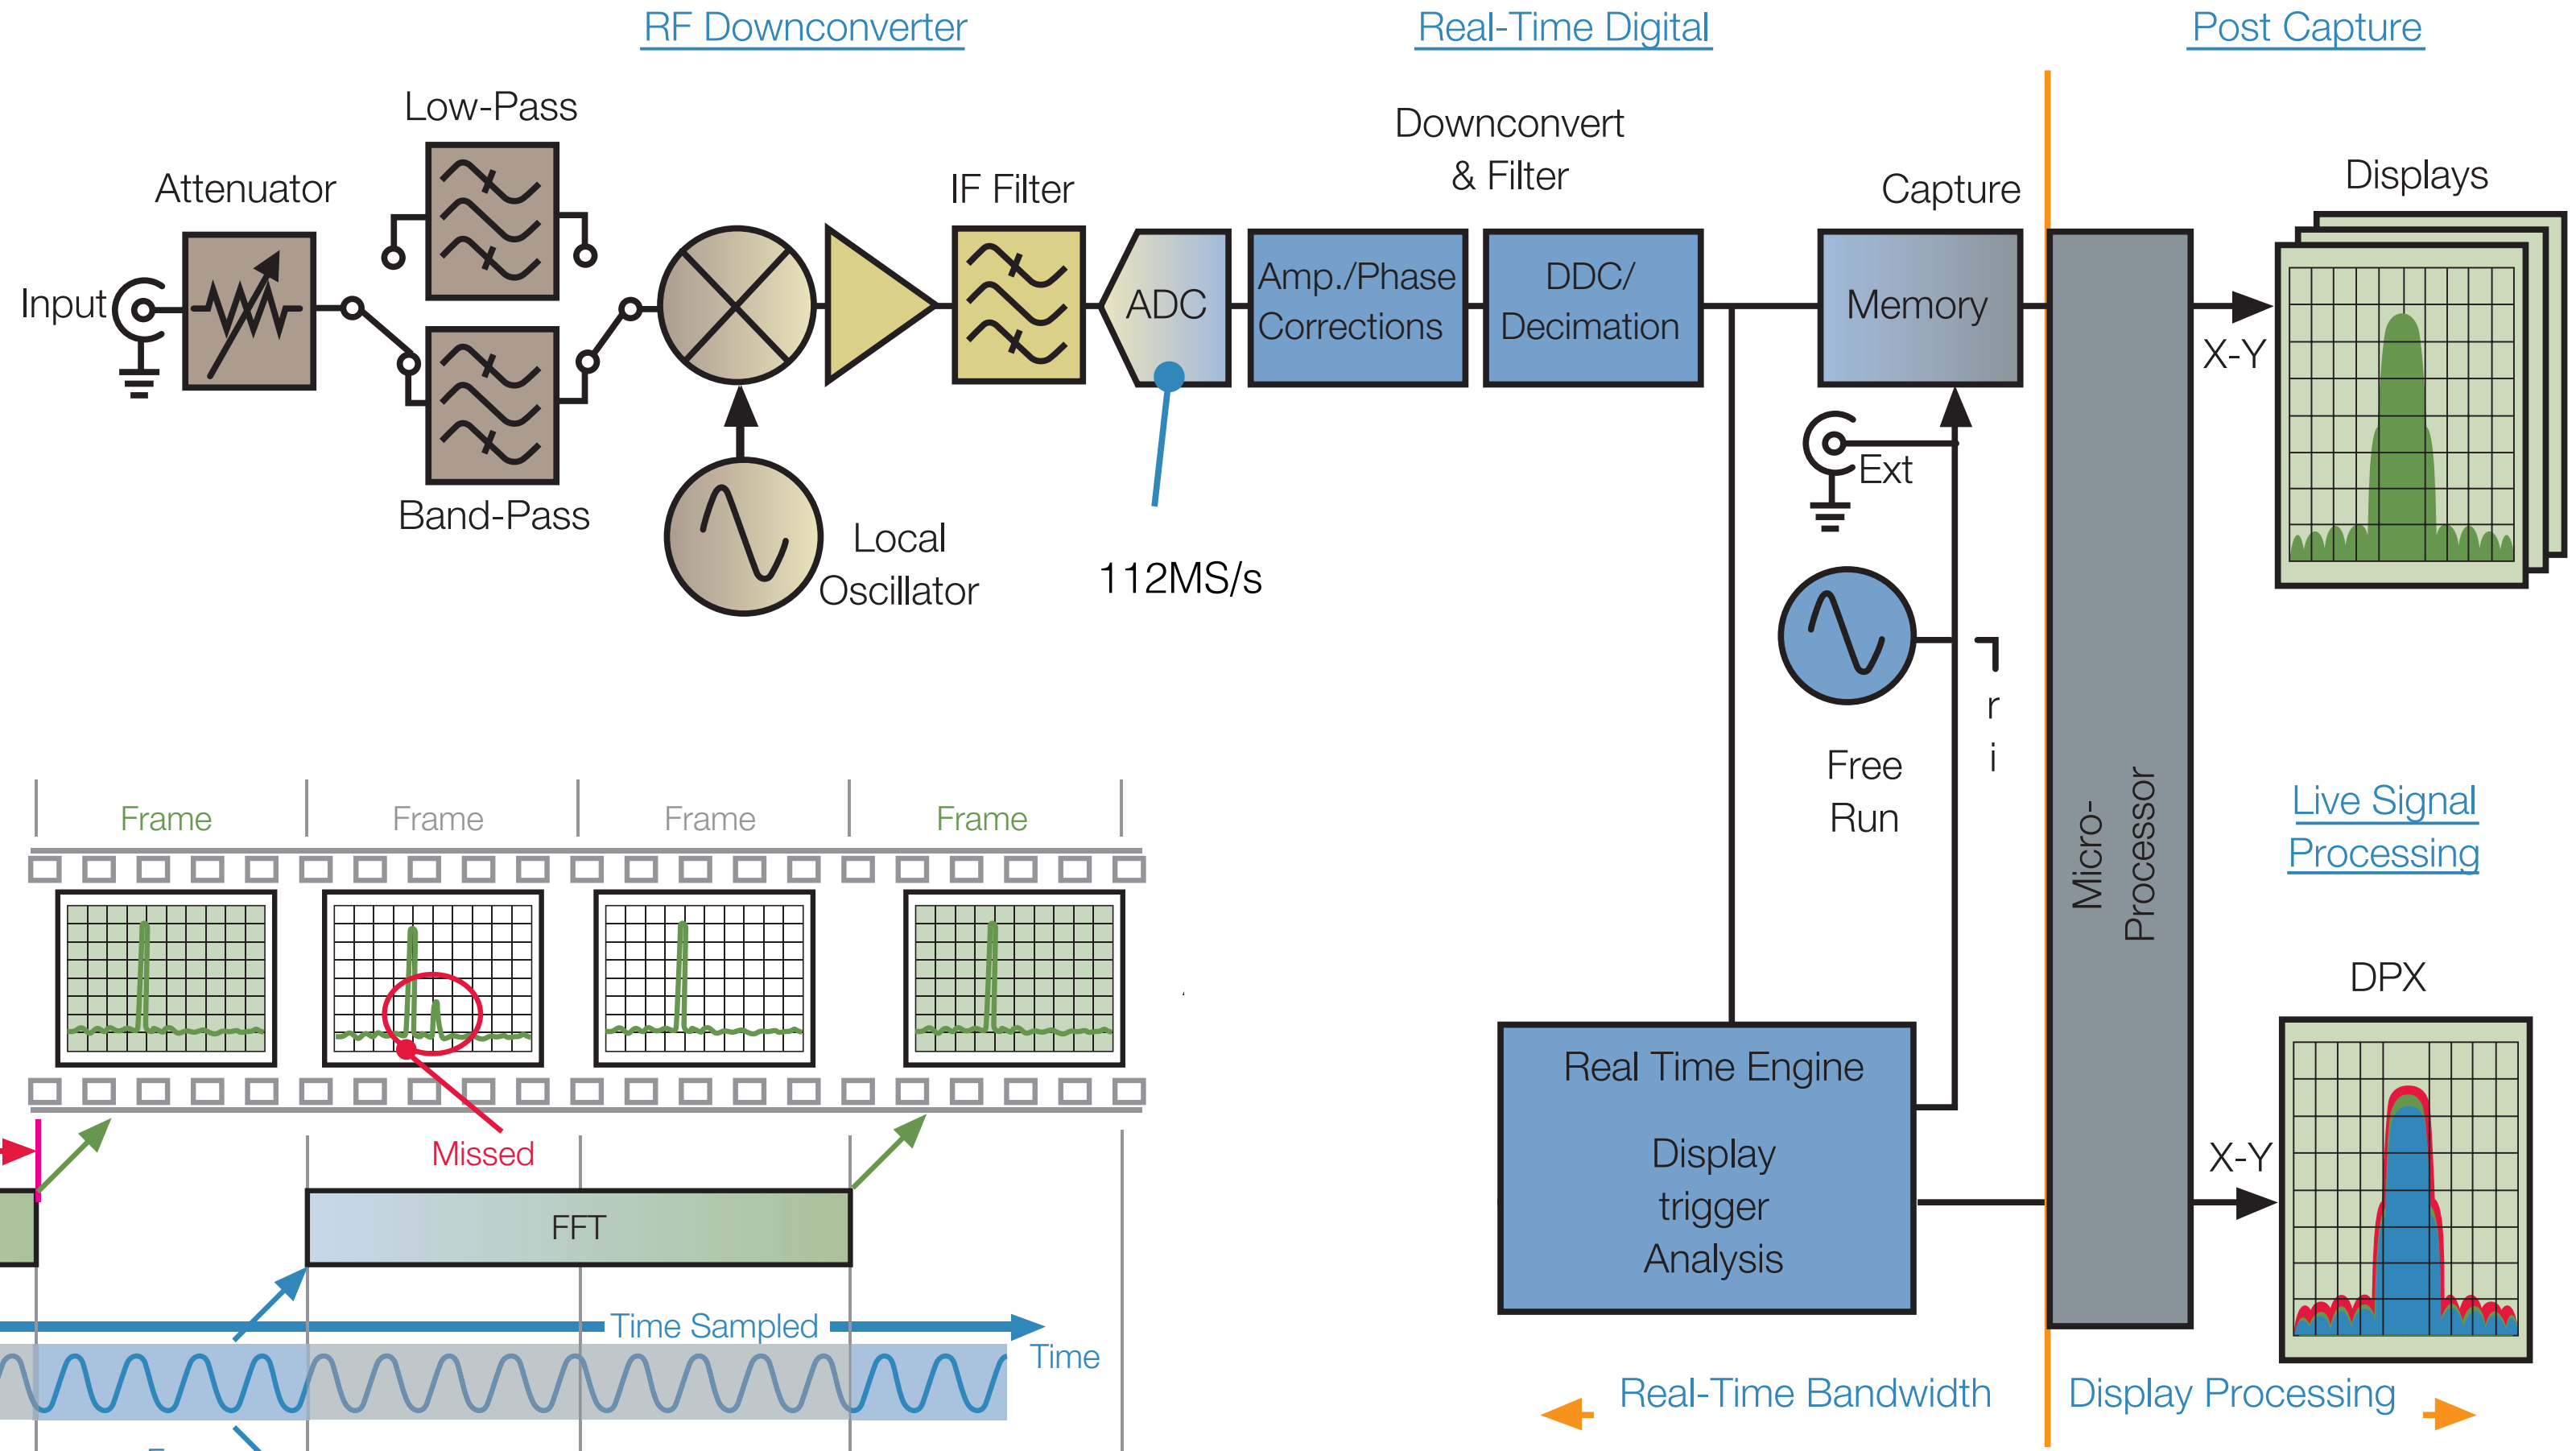 RF Downconverter
Real-Time Digital
Post Capture
Low-Pass
Attenuator
Input
Band-Pass
Local
Oscillator
IF Filter
ADC
112MS/s
Downconvert
& Filter
Amp./Phase
Corrections
DDC/
Decimation
Capture
Memory
Ext
Free
Run
r
i
Micro-
Processor
Displays
X-Y
Live Signal
Processing
DPX
X-Y
Real Time Engine
Display
trigger
Analysis
Real-Time Bandwidth
Display Processing
Frame
Frame
Frame
Frame
Missed
FFT
Time Sampled
Time